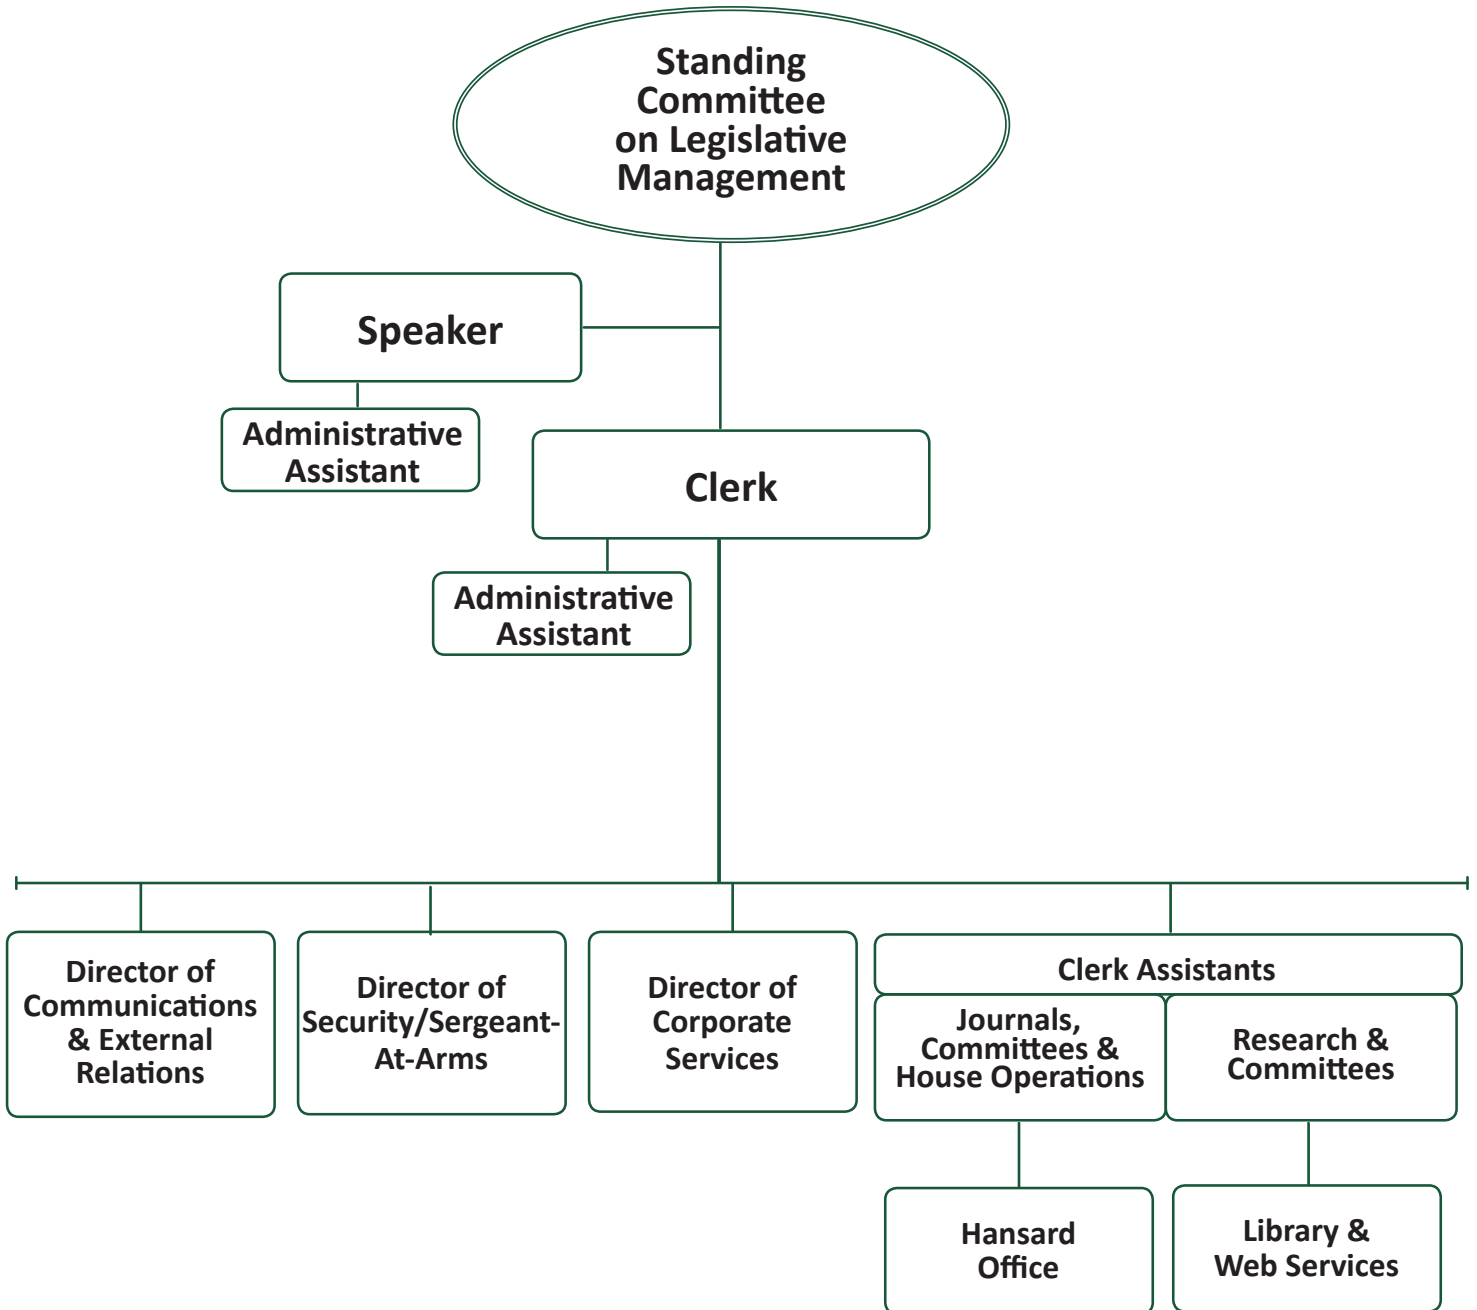 Standing
Committee
on Legislative
Management
Speaker
Administrative
Assistant
Clerk
Administrative
Assistant
Director of
Communications
& External
Relations
Director of
Security/Sergeant-
At-Arms
Director of
Corporate
Services
Clerk Assistants
Journals,
Committees &
House Operations
Research &
Committees
Hansard
Office
Library &
Web Services